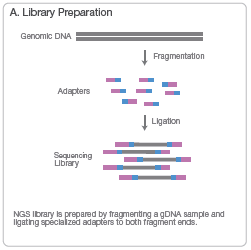 A. Library Preparation
Genomic DNA
Fragmentation
Adapters
Ligation
Sequencing
Library
NGS library is prepared by fragmenting a gDNA sample and
ligating specialized adapters to both fragment ends.